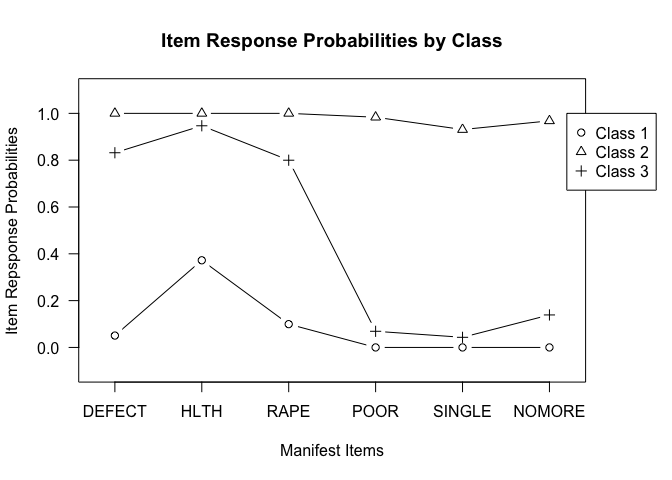 Item Response Probabilities by Class
Item Repsponse Probabilities
1.0
0.8
0.6
0.4
0.2
0.0
Class 1
Class 2
Class 3
DEFECT HLTH RAPE POOR SINGLE NOMORE
Manifest Items